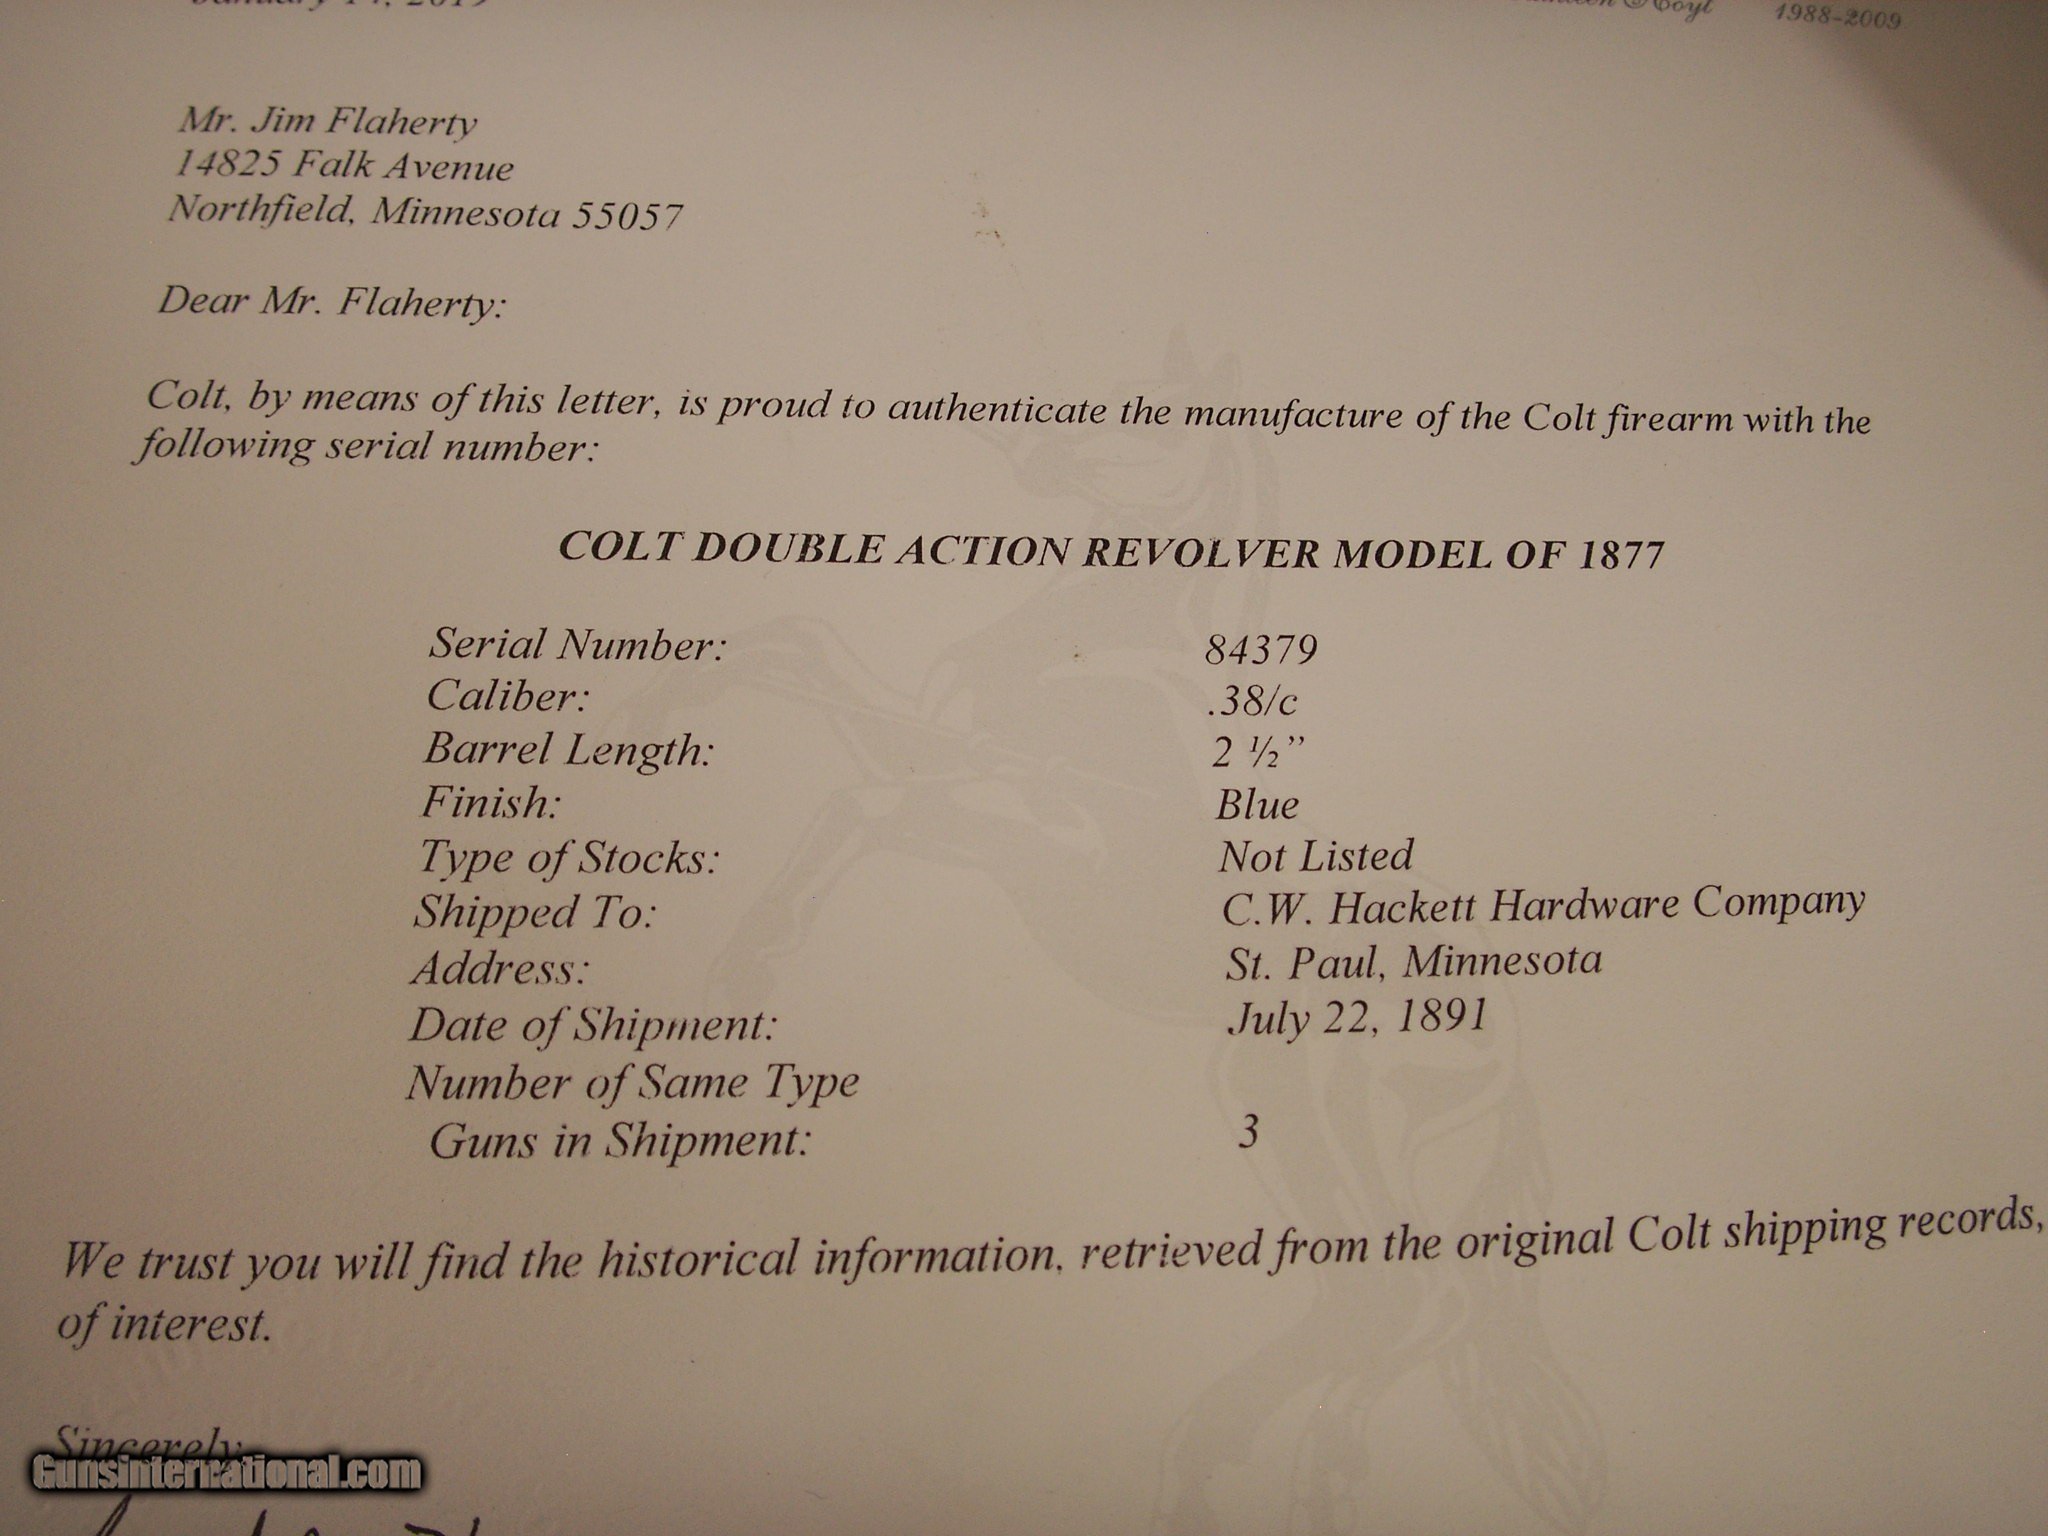 January 14, 2019
Hoyt 1988-2009
Mr. Jim Flaherty
14825 Falk Avenue
Northfield, Minnesota 55057
Dear Mr. Flaherty:
Colt, by means of this letter, is proud to authenticate the manufacture of the Colt firearm with the
following serial number:
COLT DOUBLE ACTION REVOLVER MODEL OF 1877
Serial Number: 84379
Caliber: .38/c
Barrel Length: 2 ½”
Finish: Blue
Type of Stocks: Not Listed
Shipped To: C.W. Hackett Hardware Company
Address: St. Paul, Minnesota
Date of Shipment: July 22, 1891
Number of Same Type
Guns in Shipment: 3
We trust you will find the historical information, retrieved from the original Colt shipping records,
of interest.
Sincerely,
Gunsinternational.com